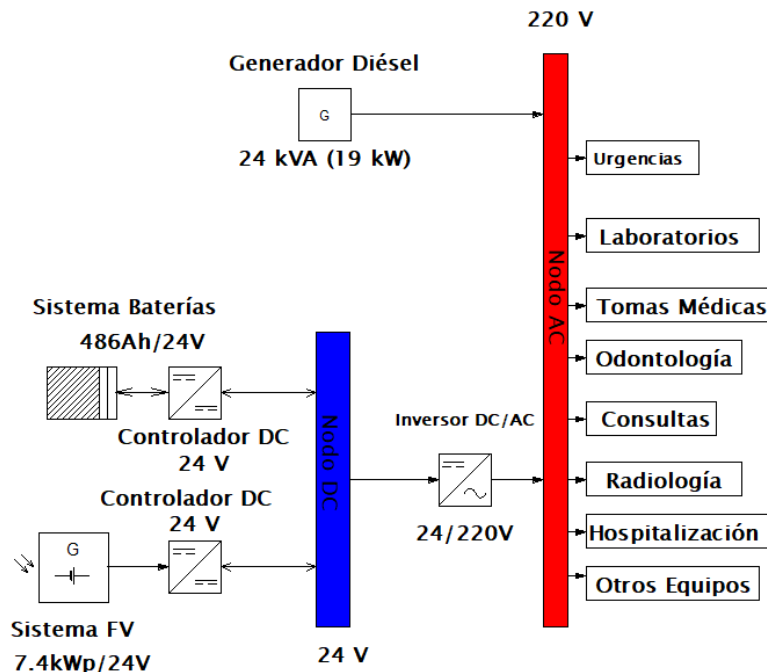 220 V
Generador Diésel
G
24 kVA (19 kW)
Urgencias
Laboratorios
Nodo AC
Tomas Médicas
Sistema Baterías
486Ah/24V
Odontología
Controlador DC
24 V
Nodo DC
Inversor DC/AC
Consultas
Controlador DC
24 V
Radiología
24/220V
Hospitalización
G
Otros Equipos
Sistema FV
7.4kWp/24V
24 V